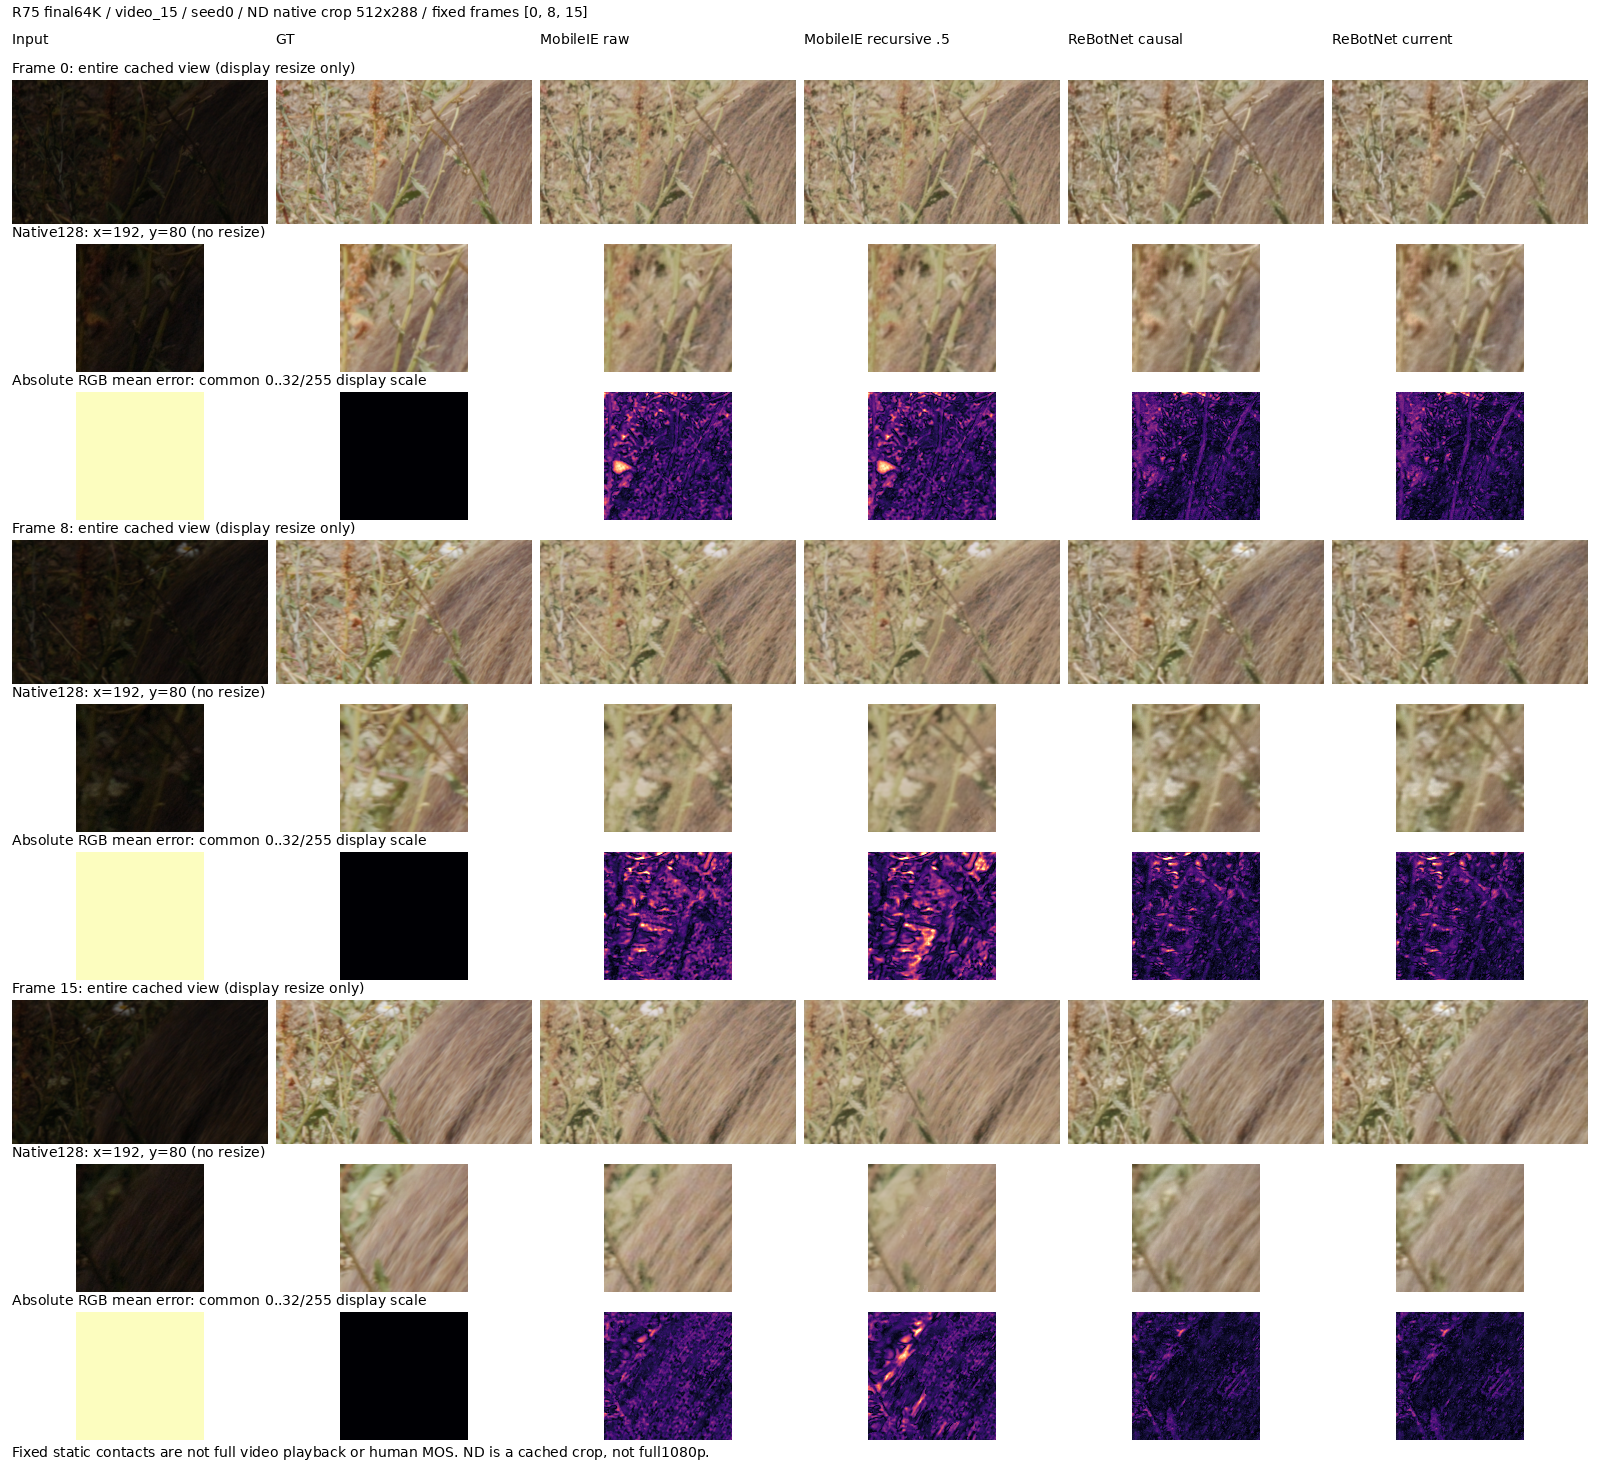 R75 final64K / video_15 / seed0 / ND native crop 512x288 / fixed frames [0, 8, 15]
Input GT MobileIE raw MobileIE recursive .5 ReBotNet causal ReBotNet current
Frame 0: entire cached view (display resize only)
Native128: x=192, y=80 (no resize)
Absolute RGB mean error: common 0..32/255 display scale
Frame 8: entire cached view (display resize only)
Native128: x=192, y=80 (no resize)
Absolute RGB mean error: common 0..32/255 display scale
Frame 15: entire cached view (display resize only)
Native128: x=192, y=80 (no resize)
Absolute RGB mean error: common 0..32/255 display scale
Fixed static contacts are not full video playback or human MOS. ND is a cached crop, not full1080p.